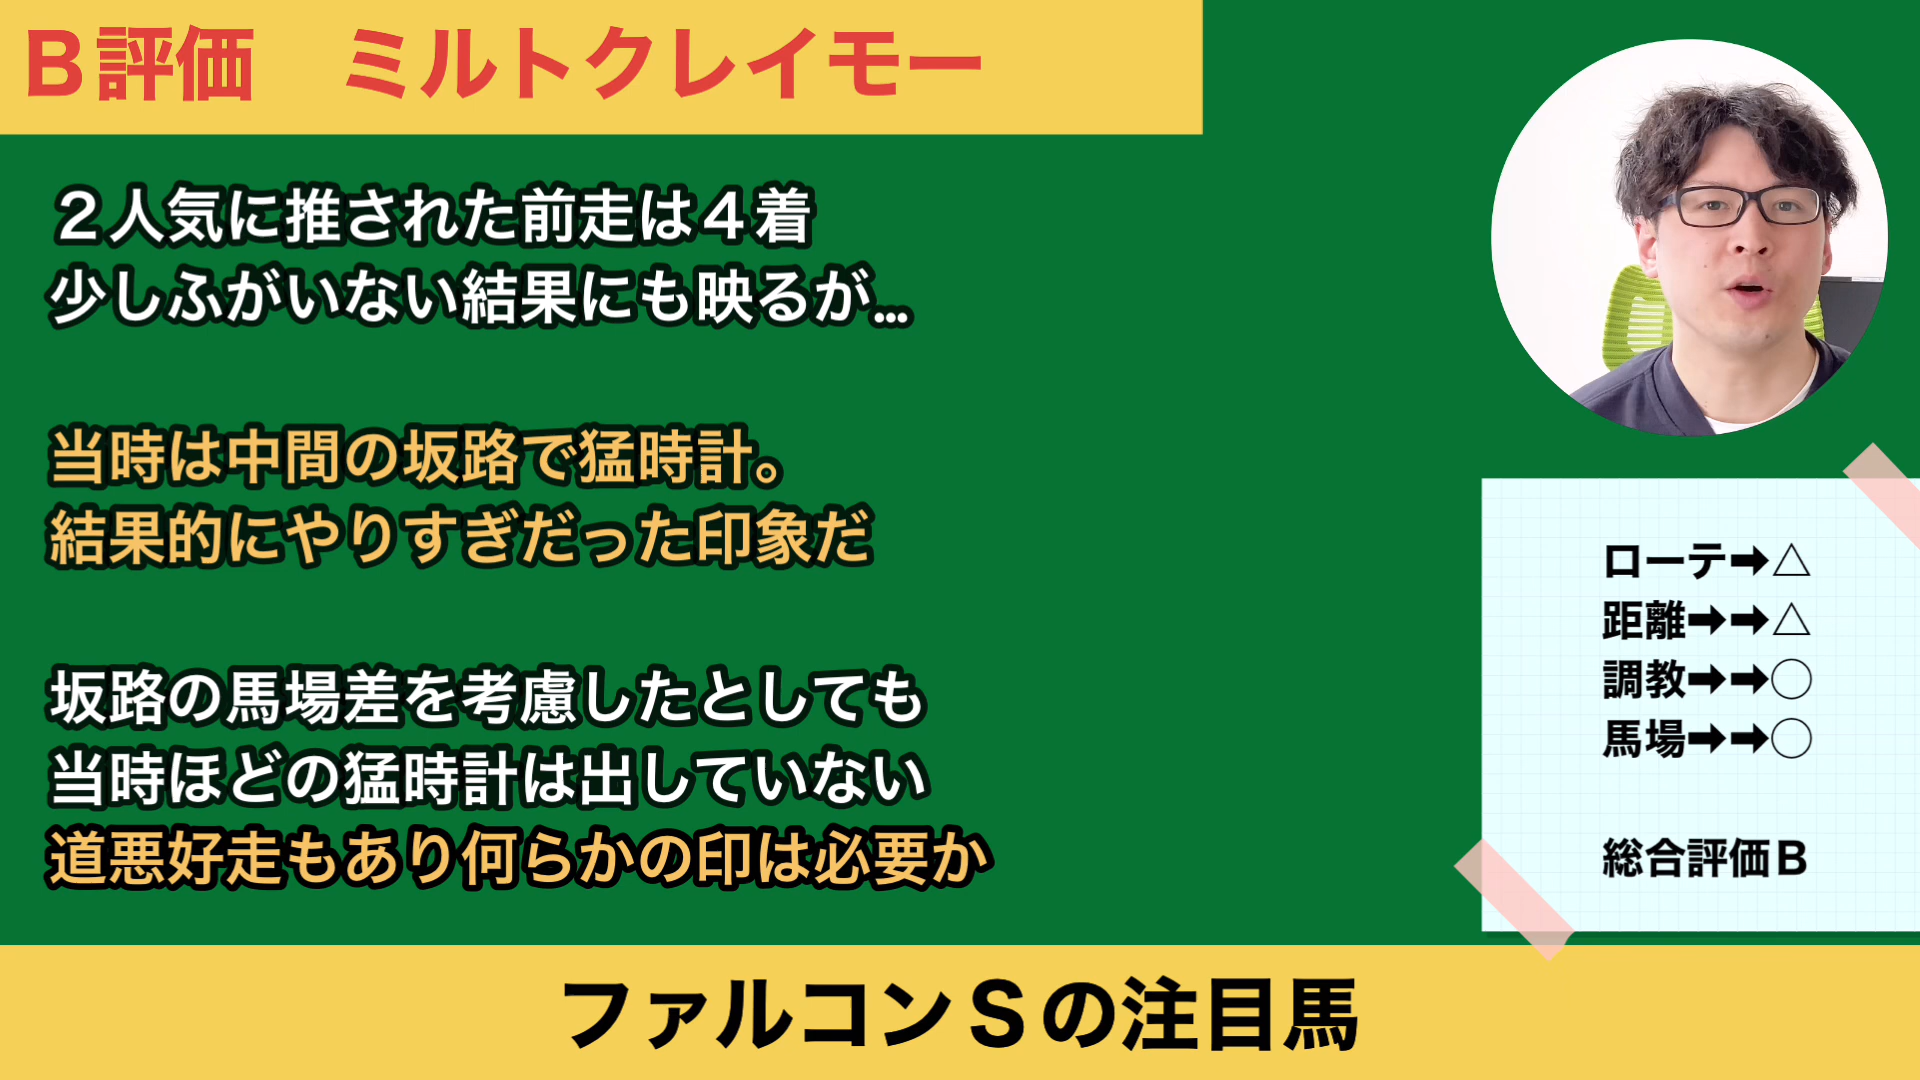 B評価　ミルトクレイモー
２人気に推された前走は４着
少しふがいない結果にも映るが...
当時は中間の坂路で猛時計。
結果的にやりすぎだった印象だ
坂路の馬場差を考慮したとしても
当時ほどの猛時計は出していない
道悪好走もあり何らかの印は必要か
ローテ➡△
距離➡➡△
調教➡➡◯
馬場➡➡◯
総合評価B
ファルコンSの注目馬